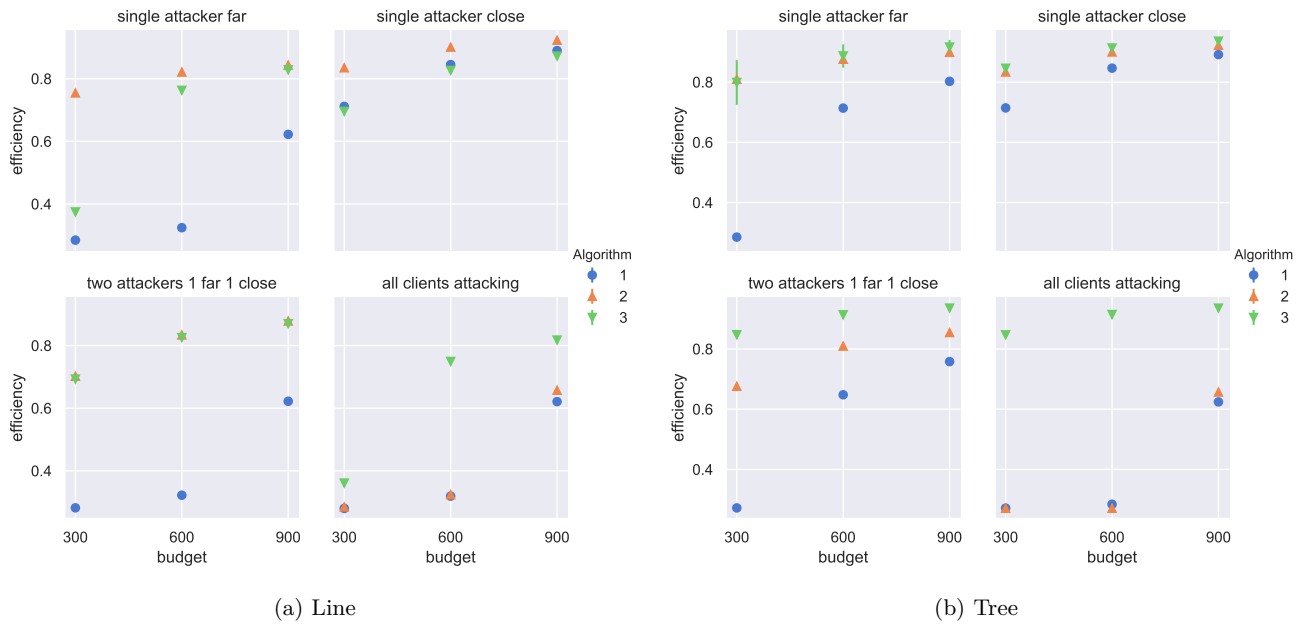 single attacker far
single attacker close
efficiency
0.8
0.6
0.4
two attackers 1 far 1 close
all clients attacking
efficiency
0.8
0.6
0.4
300
600
900
300
600
900
budget
budget
Algorithm
1
2
3
(a) Line
single attacker far
single attacker close
efficiency
0.8
0.6
0.4
two attackers 1 far 1 close
all clients attacking
efficiency
0.8
0.6
0.4
300
600
900
300
600
900
budget
budget
Algorithm
1
2
3
(b) Tree